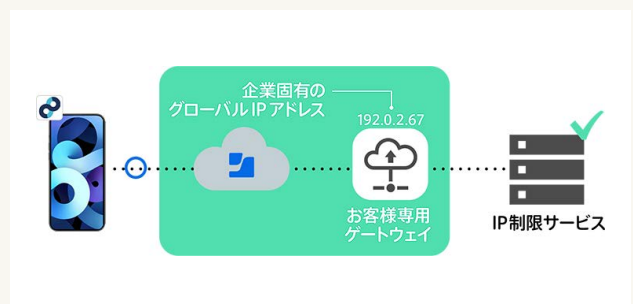 企業固有の
グローバルIPアドレス
192.0.2.67
お客様専用
ゲートウェイ
IP制限サービス